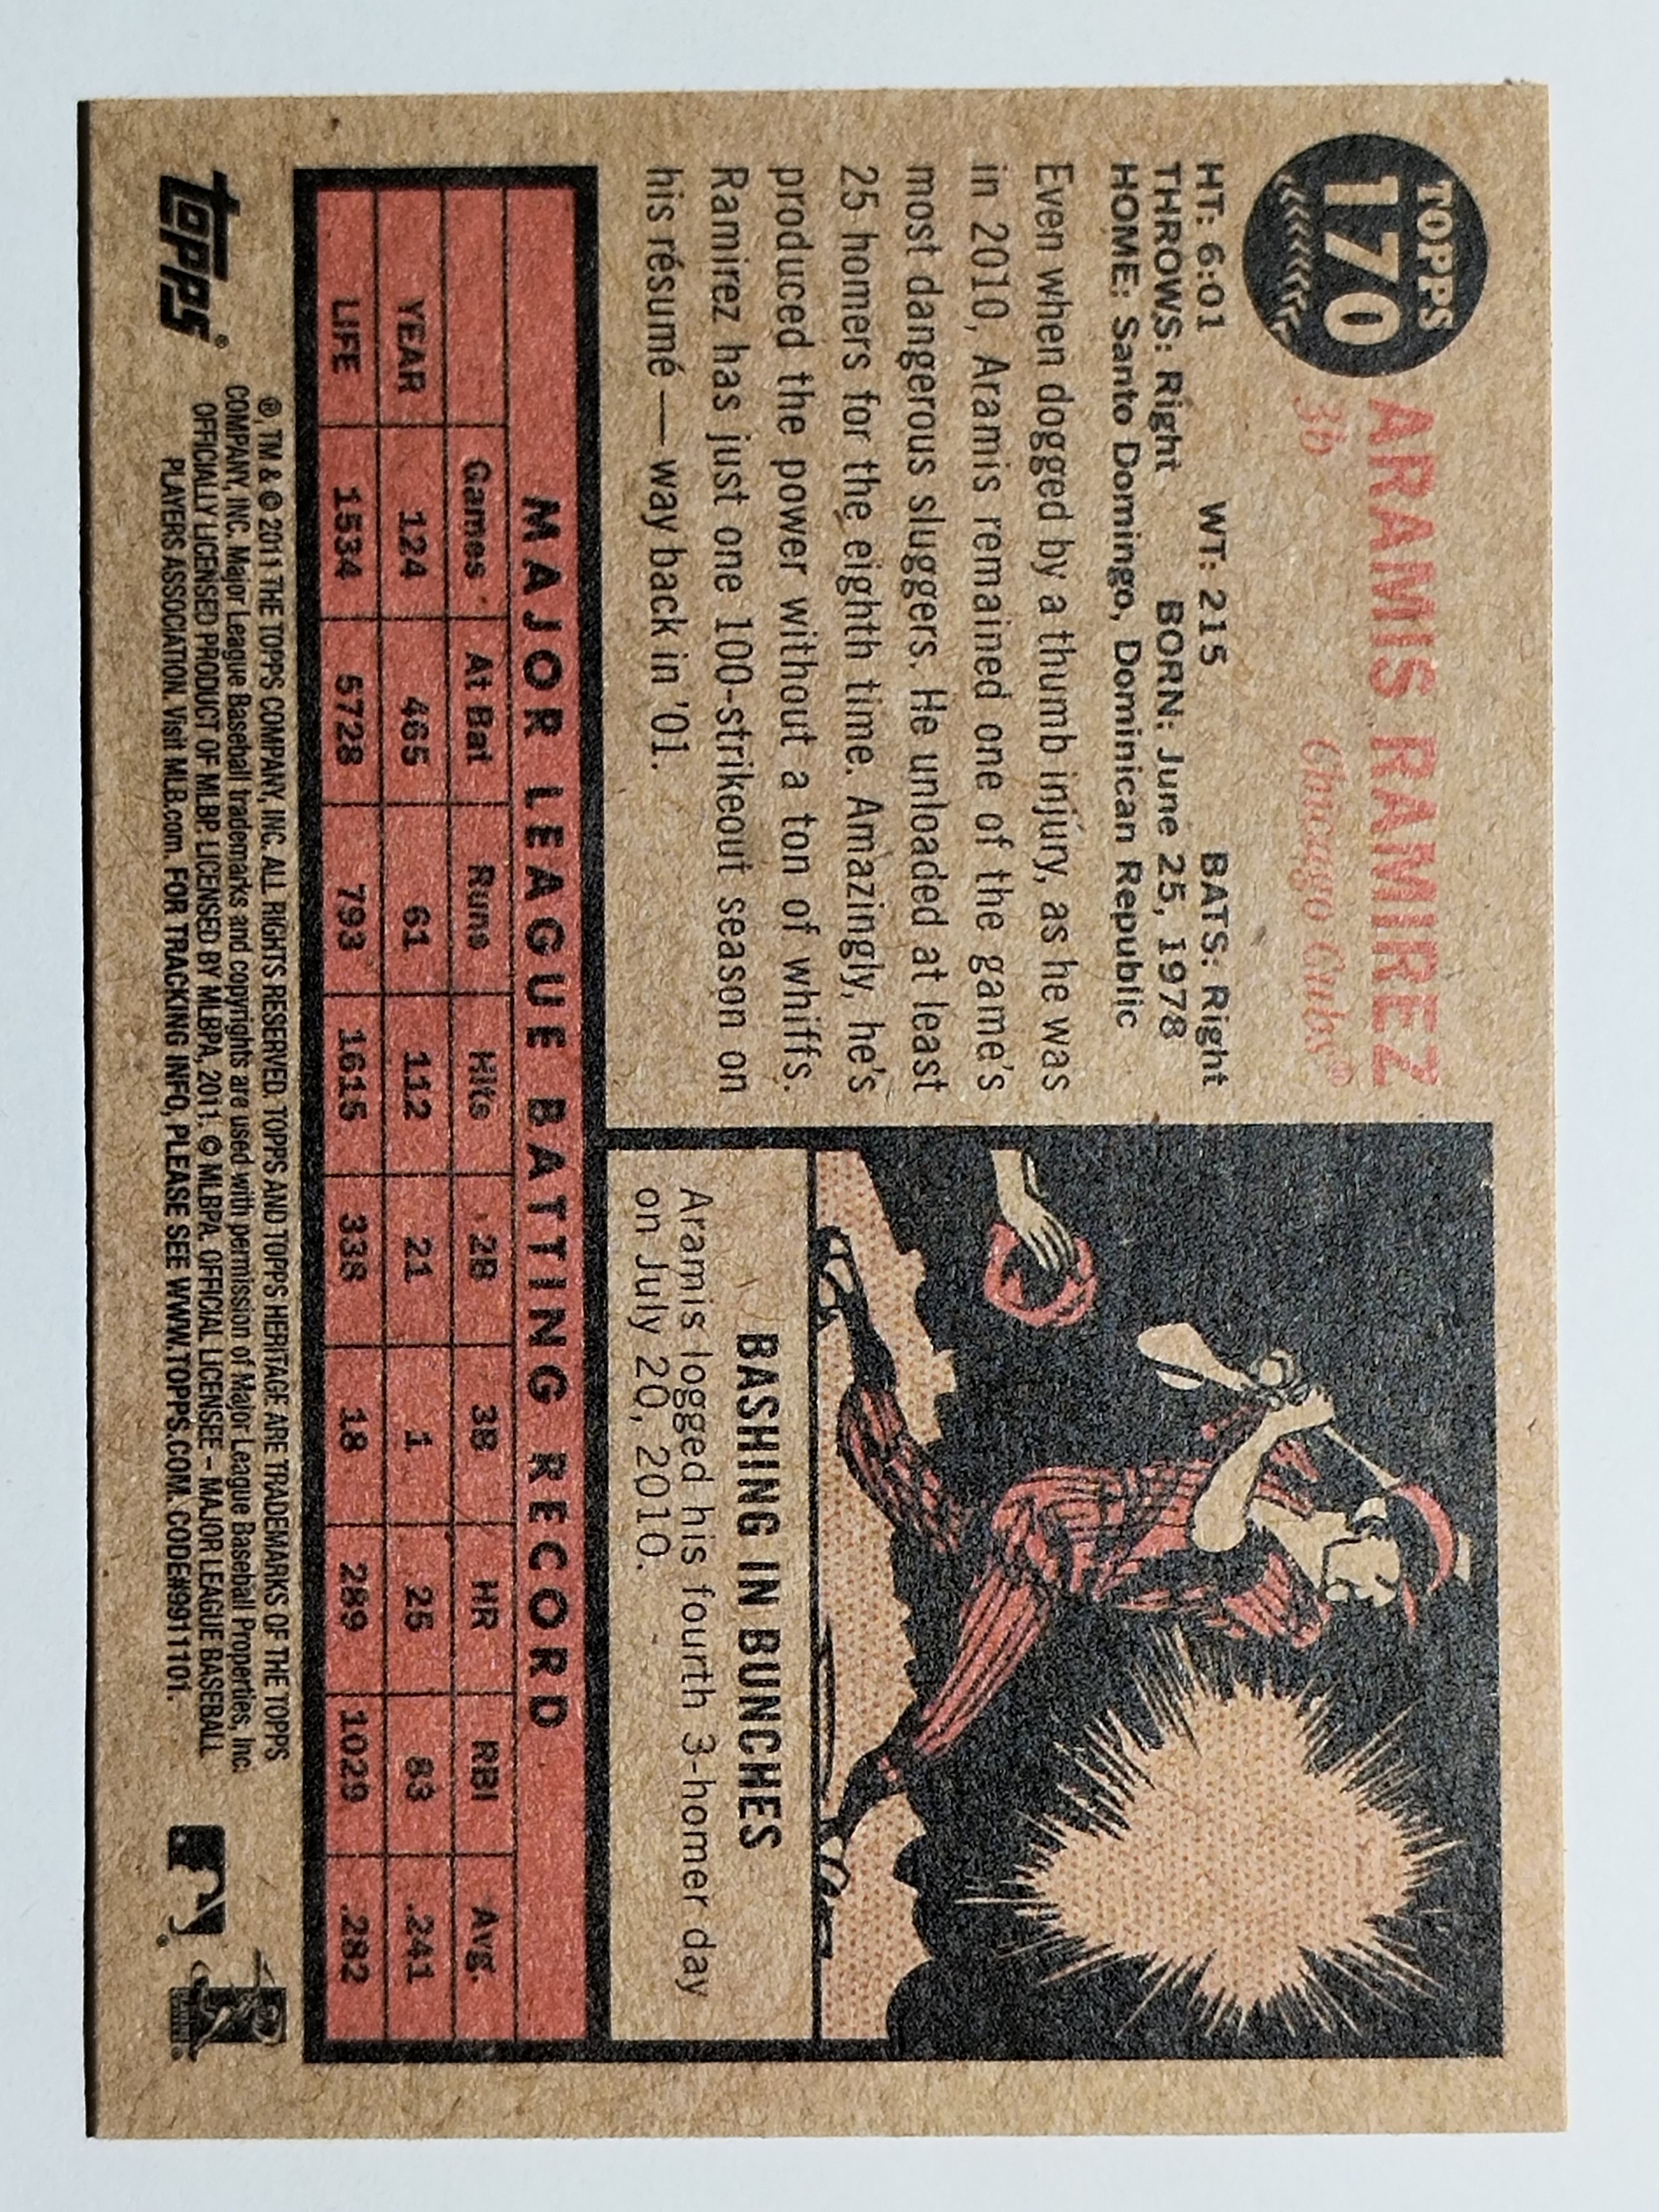 TOPPS
170
ARAMIS RAMIREZ
3b Chicago Cubs®
HT: 6:01 WT: 215 BATS: Right
THROWS: Right BORN: June 25, 1978
HOME: Santo Domingo, Dominican Republic
Even when dogged by a thumb injury, as he was
in 2010, Aramis remained one of the game's
most dangerous sluggers. He unloaded at least
25 homers for the eighth time. Amazingly, he's
produced the power without a ton of whiffs.
Ramirez has just one 100-strikeout season on
his résumé — way back in '01.
BASHING IN BUNCHES
Aramis logged his fourth 3-homer day
on July 20, 2010.
MAJOR LEAGUE BATTING RECORD
Games At Bat Runs Hits 2B 3B HR RBI Avg.
YEAR 124 465 61 112 21 1 25 83 .241
LIFE 1534 5728 793 1615 338 18 289 1029 .282
topps®
®, TM & © 2011 THE TOPPS COMPANY, INC. ALL RIGHTS RESERVED. TOPPS AND TOPPS HERITAGE ARE TRADEMARKS OF THE TOPPS
COMPANY, INC. Major League Baseball trademarks and copyrights are used with permission of Major League Baseball Properties, Inc.
OFFICIALLY LICENSED PRODUCT OF MLBP. LICENSED BY MLBPA, 2011. © MLBPA. OFFICIAL LICENSEE – MAJOR LEAGUE BASEBALL
PLAYERS ASSOCIATION. Visit MLB.com. FOR TRACKING INFO, PLEASE SEE WWW.TOPPS.COM. CODE#9911101.